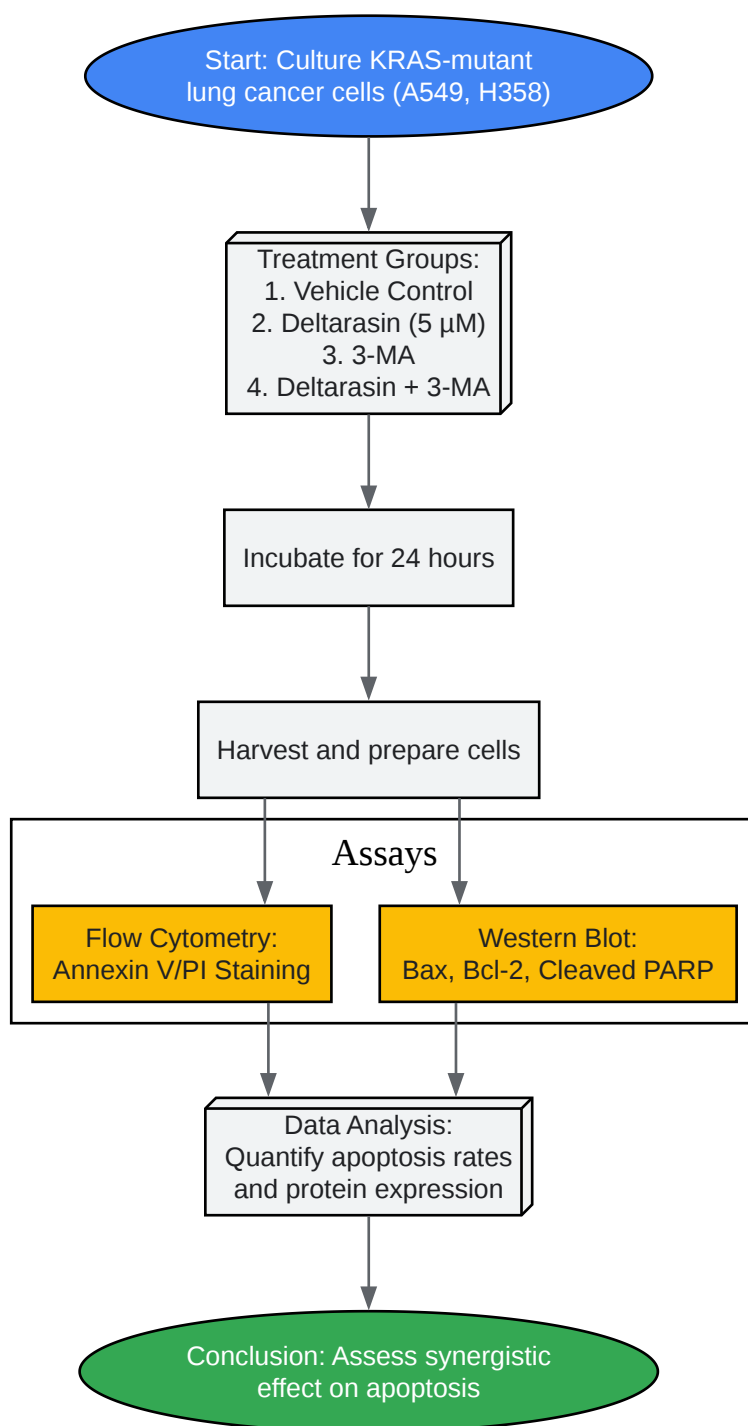 Start: Culture KRAS-mutant
lung cancer cells (A549, H358)
Treatment Groups:
1. Vehicle Control
2. Deltarasin (5 µM)
3. 3-MA
4. Deltarasin + 3-MA
Incubate for 24 hours
Harvest and prepare cells
Assays
Flow Cytometry:
Annexin V/PI Staining
Western Blot:
Bax, Bcl-2, Cleaved PARP
Data Analysis:
Quantify apoptosis rates
and protein expression
Conclusion: Assess synergistic
effect on apoptosis